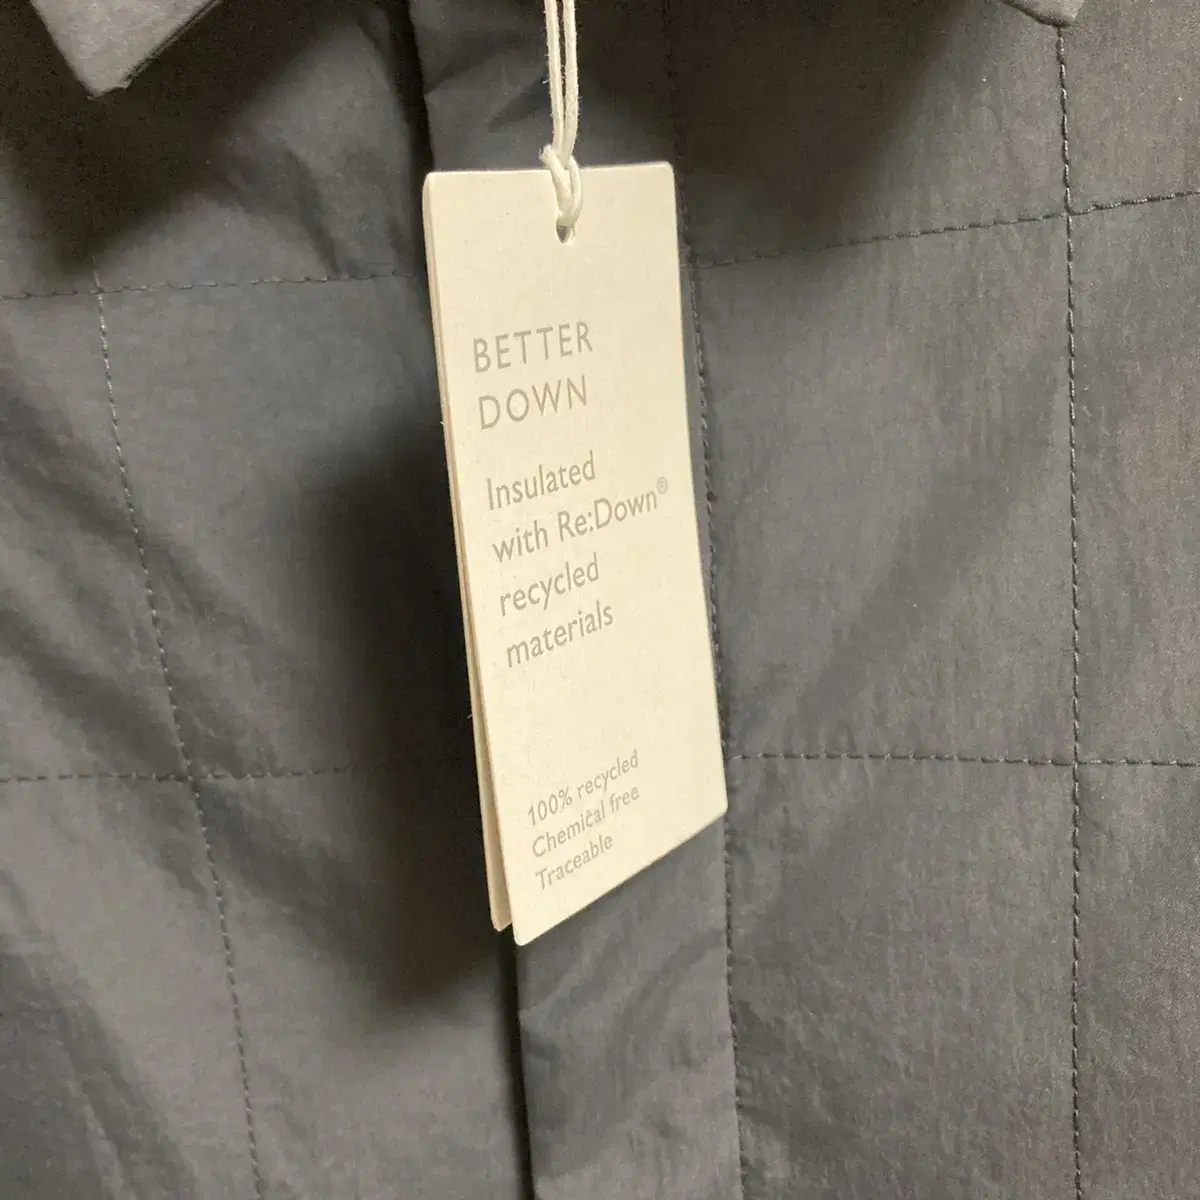 BETTER
DOWN
Insulated
with Re:Down®
recycled
materials
100% recycled
Chemical free
Traceable